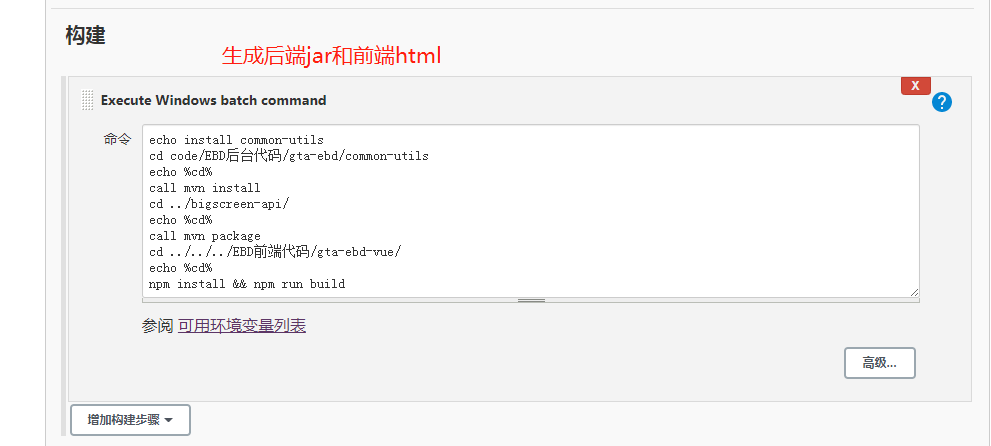 构建
生成后端jar和前端html
X
Execute Windows batch command
?
命令
echo install common-utils
cd code/EBD后台代码/gta-ebd/common-utils
echo %cd%
call mvn install
cd ../bigscreen-api/
echo %cd%
call mvn package
cd ../../../EBD前端代码/gta-ebd-vue/
echo %cd%
npm install && npm run build
参阅 可用环境变量列表
高级...
增加构建步骤